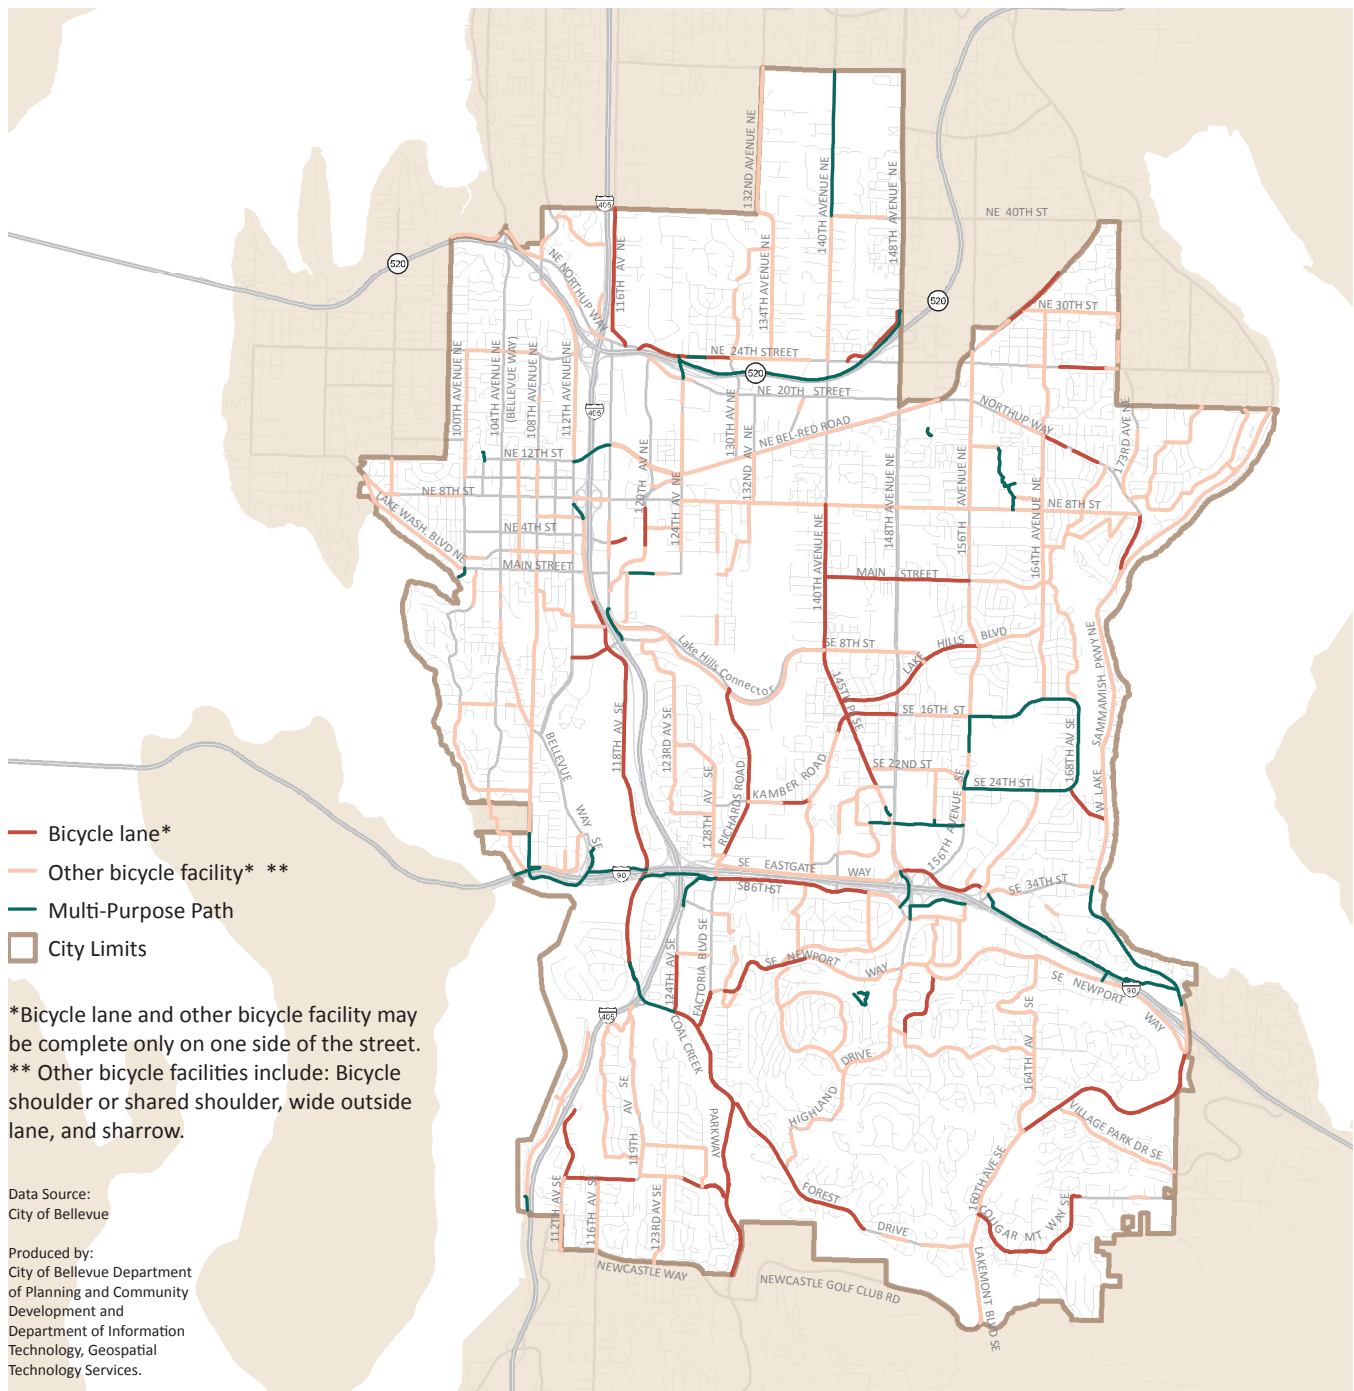 132ND AVENUE NE
140TH AVENUE NE
148TH AVENUE NE
NE 40TH ST
405
520
NE NORTHUP WAY
116TH AV NE
134TH AVENUE NE
520
NE 30TH ST
NE 24TH STREET
520
NE 20TH STREET
100TH AVENUE NE
104TH AVENUE NE
(BELLEVUE WAY)
108TH AVENUE NE
112TH AVENUE NE
405
130TH AV NE
NE BEL-RED ROAD
NORTHUP WAY
173RD AVE NE
NE 12TH ST
120TH AV NE
124TH AV NE
132ND AV NE
148TH AVENUE NE
156TH AVENUE NE
164TH AVENUE NE
NE 8TH ST
NE 8TH ST
LAKE WASH. BLVD NE
NE 4TH ST
MAIN STREET
140TH AVENUE NE
MAIN STREET
Lake Hills Connector
SE 8TH ST
LAKE HILLS BLVD
W LAKE SAMMAMISH PKWY NE
145TH PL SE
SE 16TH ST
168TH AV SE
118TH AV SE
123RD AV SE
BELLEVUE WAY SE
128TH AV SE
RICHARDS ROAD
KAMBER ROAD
SE 22ND ST
SE 24TH ST
156TH AVENUE SE
Bicycle lane*
Other bicycle facility* **
Multi-Purpose Path
City Limits
90
SE EASTGATE WAY
SE 34TH ST
124TH AV SE
FACTORIA BLVD SE
SE NEWPORT WAY
SE NEWPORT WAY
90
405
COAL CREEK PARKWAY
HIGHLAND DRIVE
164TH AV SE
VILLAGE PARK DR SE
119TH AV SE
112TH AV SE
116TH AV SE
123RD AV SE
FOREST DRIVE
160TH AVE SE
COUGAR MT. WAY SE
LAKEMONT BLVD SE
NEWCASTLE WAY
NEWCASTLE GOLF CLUB RD
*Bicycle lane and other bicycle facility may
be complete only on one side of the street.
** Other bicycle facilities include: Bicycle
shoulder or shared shoulder, wide outside
lane, and sharrow.
Data Source:
City of Bellevue
Produced by:
City of Bellevue Department
of Planning and Community
Development and
Department of Information
Technology, Geospatial
Technology Services.